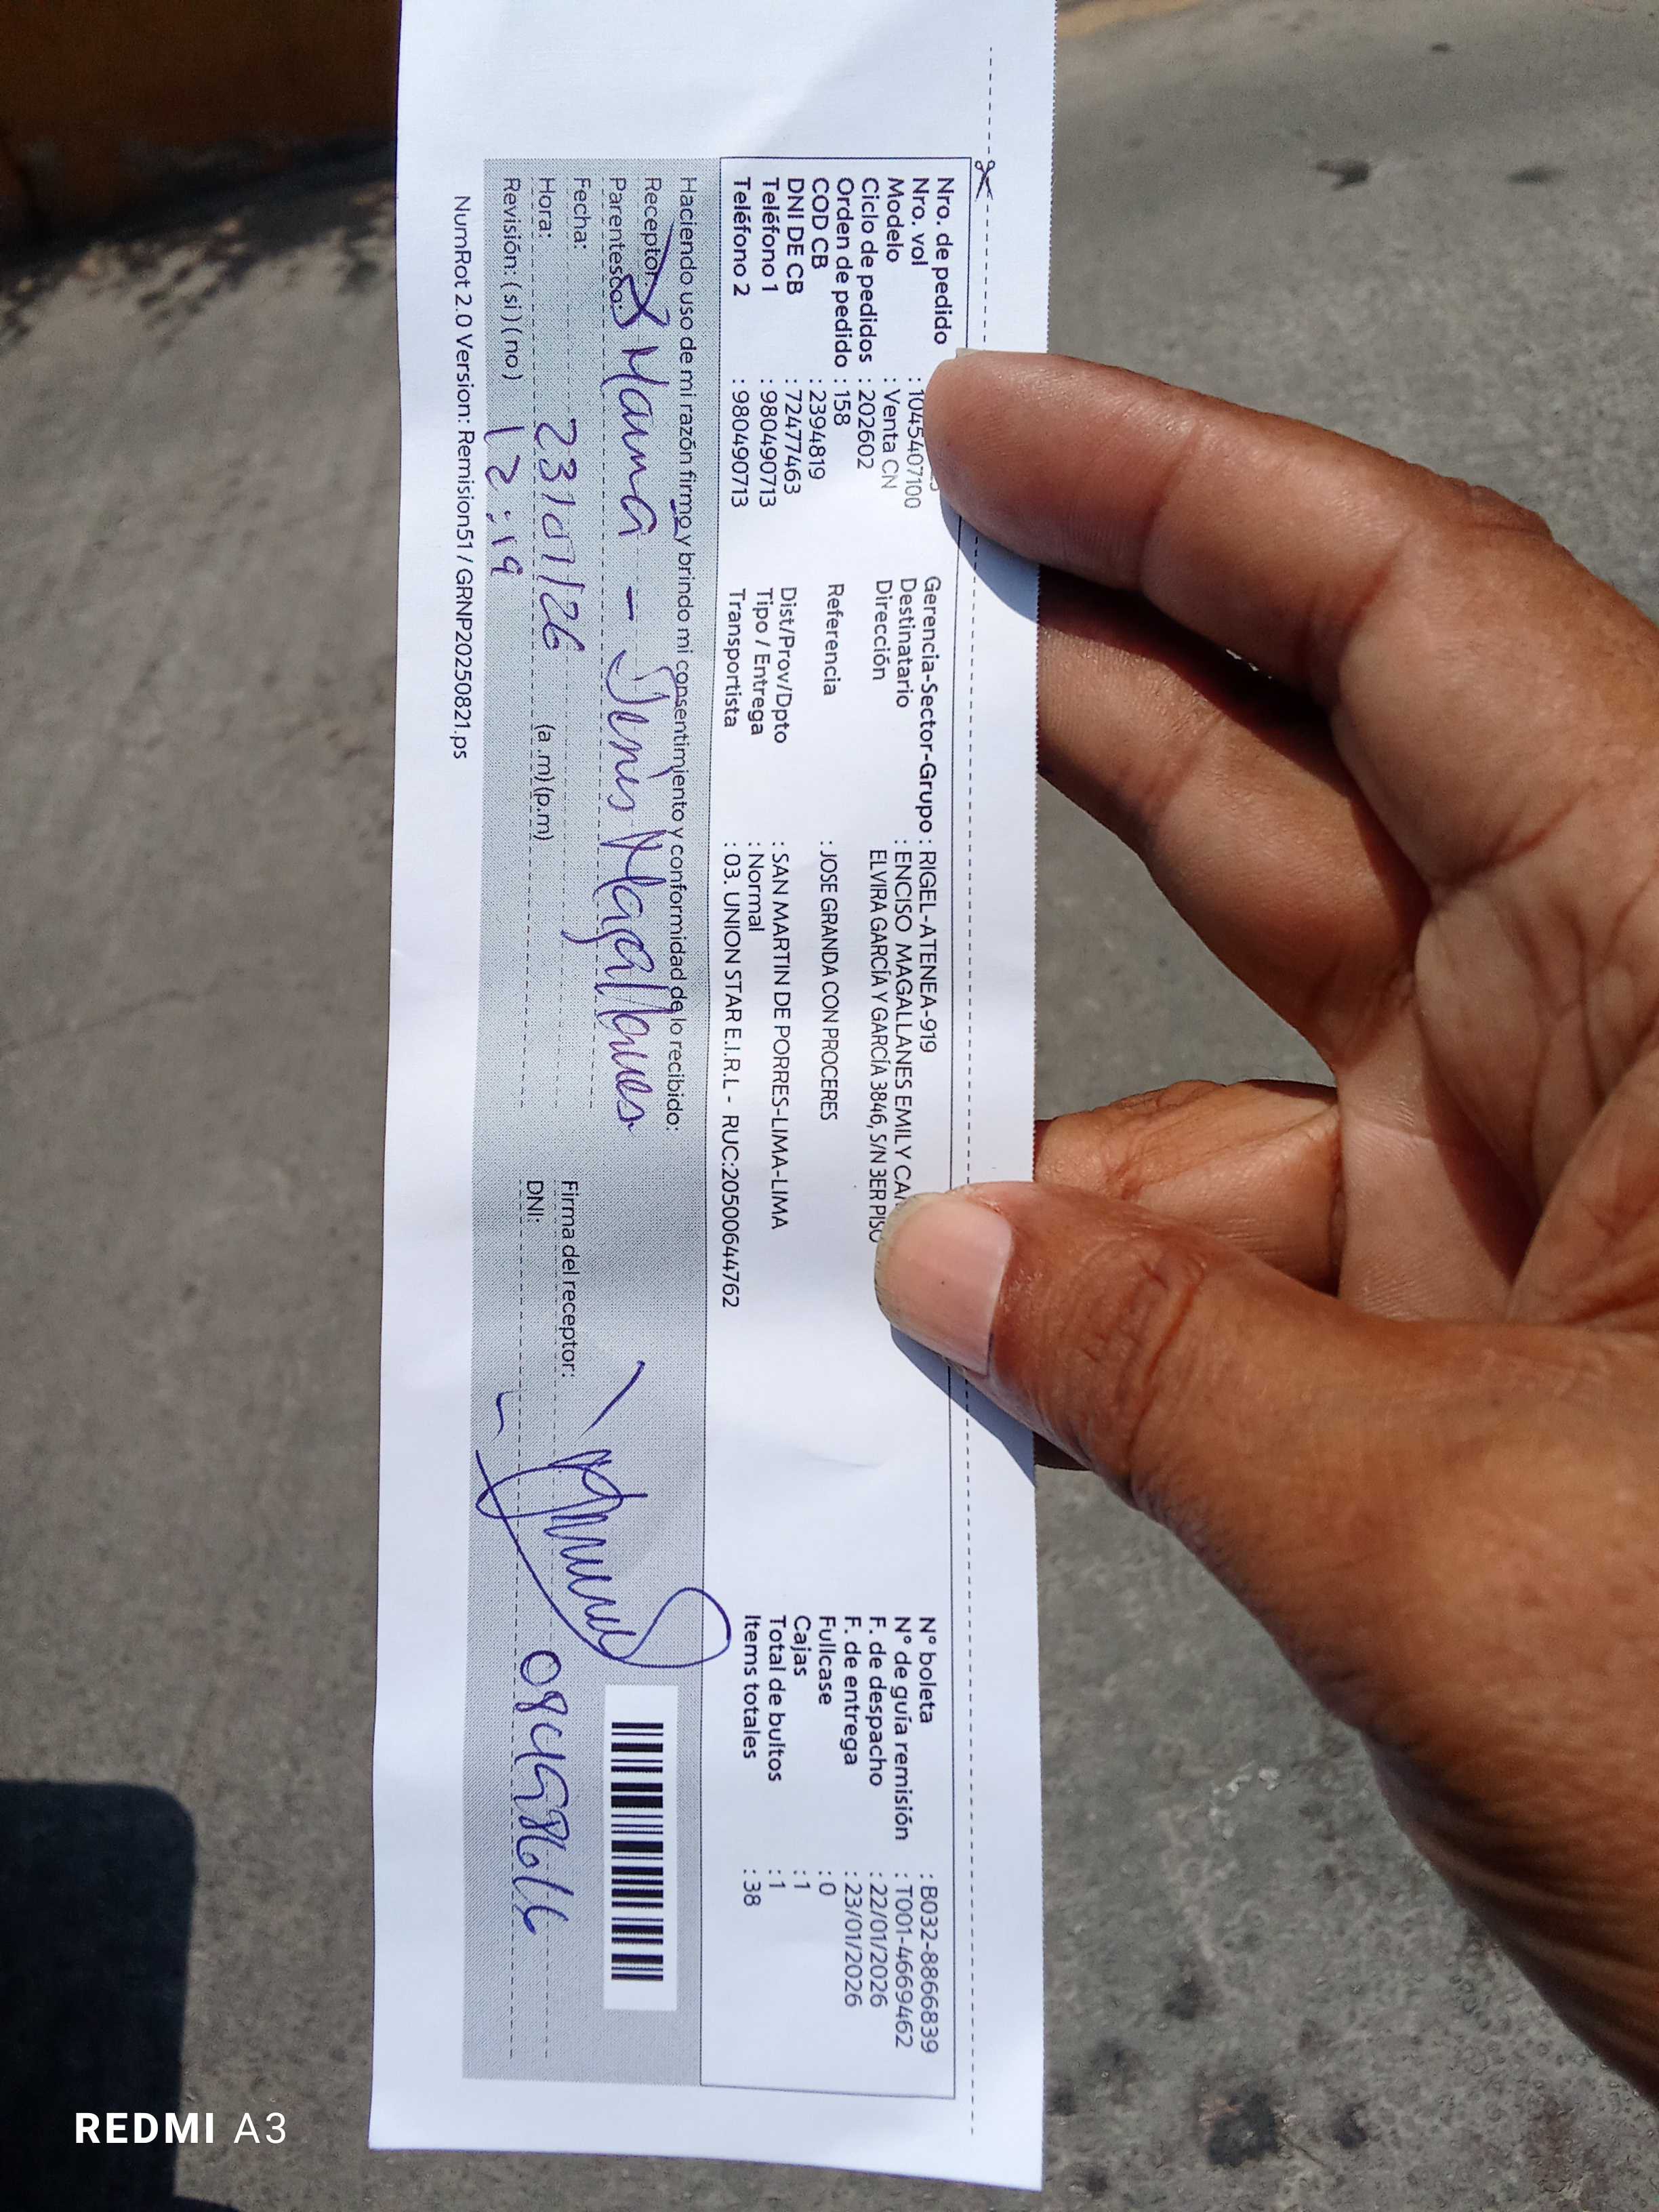 Nro. de pedido
Nro. vol : 1045407100
Modelo : Venta CN
Ciclo de pedidos : 202602
Orden de pedido : 158
COD CB : 2394819
DNI DE CB : 72477463
Teléfono 1 : 980490713
Teléfono 2 : 980490713
Gerencia-Sector-Grupo : RIGEL-ATENEA-919
Destinatario : ENCISO MAGALLANES EMILY
Dirección ELVIRA GARCÍA Y GARCÍA 3846, S/N 3ER PISO
Referencia : JOSE GRANDA CON PROCERES
Dist/Prov/Dpto : SAN MARTIN DE PORRES-LIMA-LIMA
Tipo / Entrega : Normal
Transportista : 03. UNION STAR E.I.R.L - RUC:20500644762
N° boleta : B032-8866839
N° de guía remisión : T001-4669462
F. de despacho : 22/01/2026
F. de entrega : 23/01/2026
Fullcase : 0
Cajas : 1
Total de bultos : 1
Items totales : 38
Haciendo uso de mi razón firmo y brindo mi consentimiento y conformidad de lo recibido:
Receptor:
Parentesco: Mama - Magallanes
Fecha: 23/01/26
Hora: 12:19 (a.m)(p.m)
Revisión: (si)(no)
Firma del receptor:
DNI:
NumRot 2.0 Version: Remision51 / GRNP20250821.ps
REDMI A3